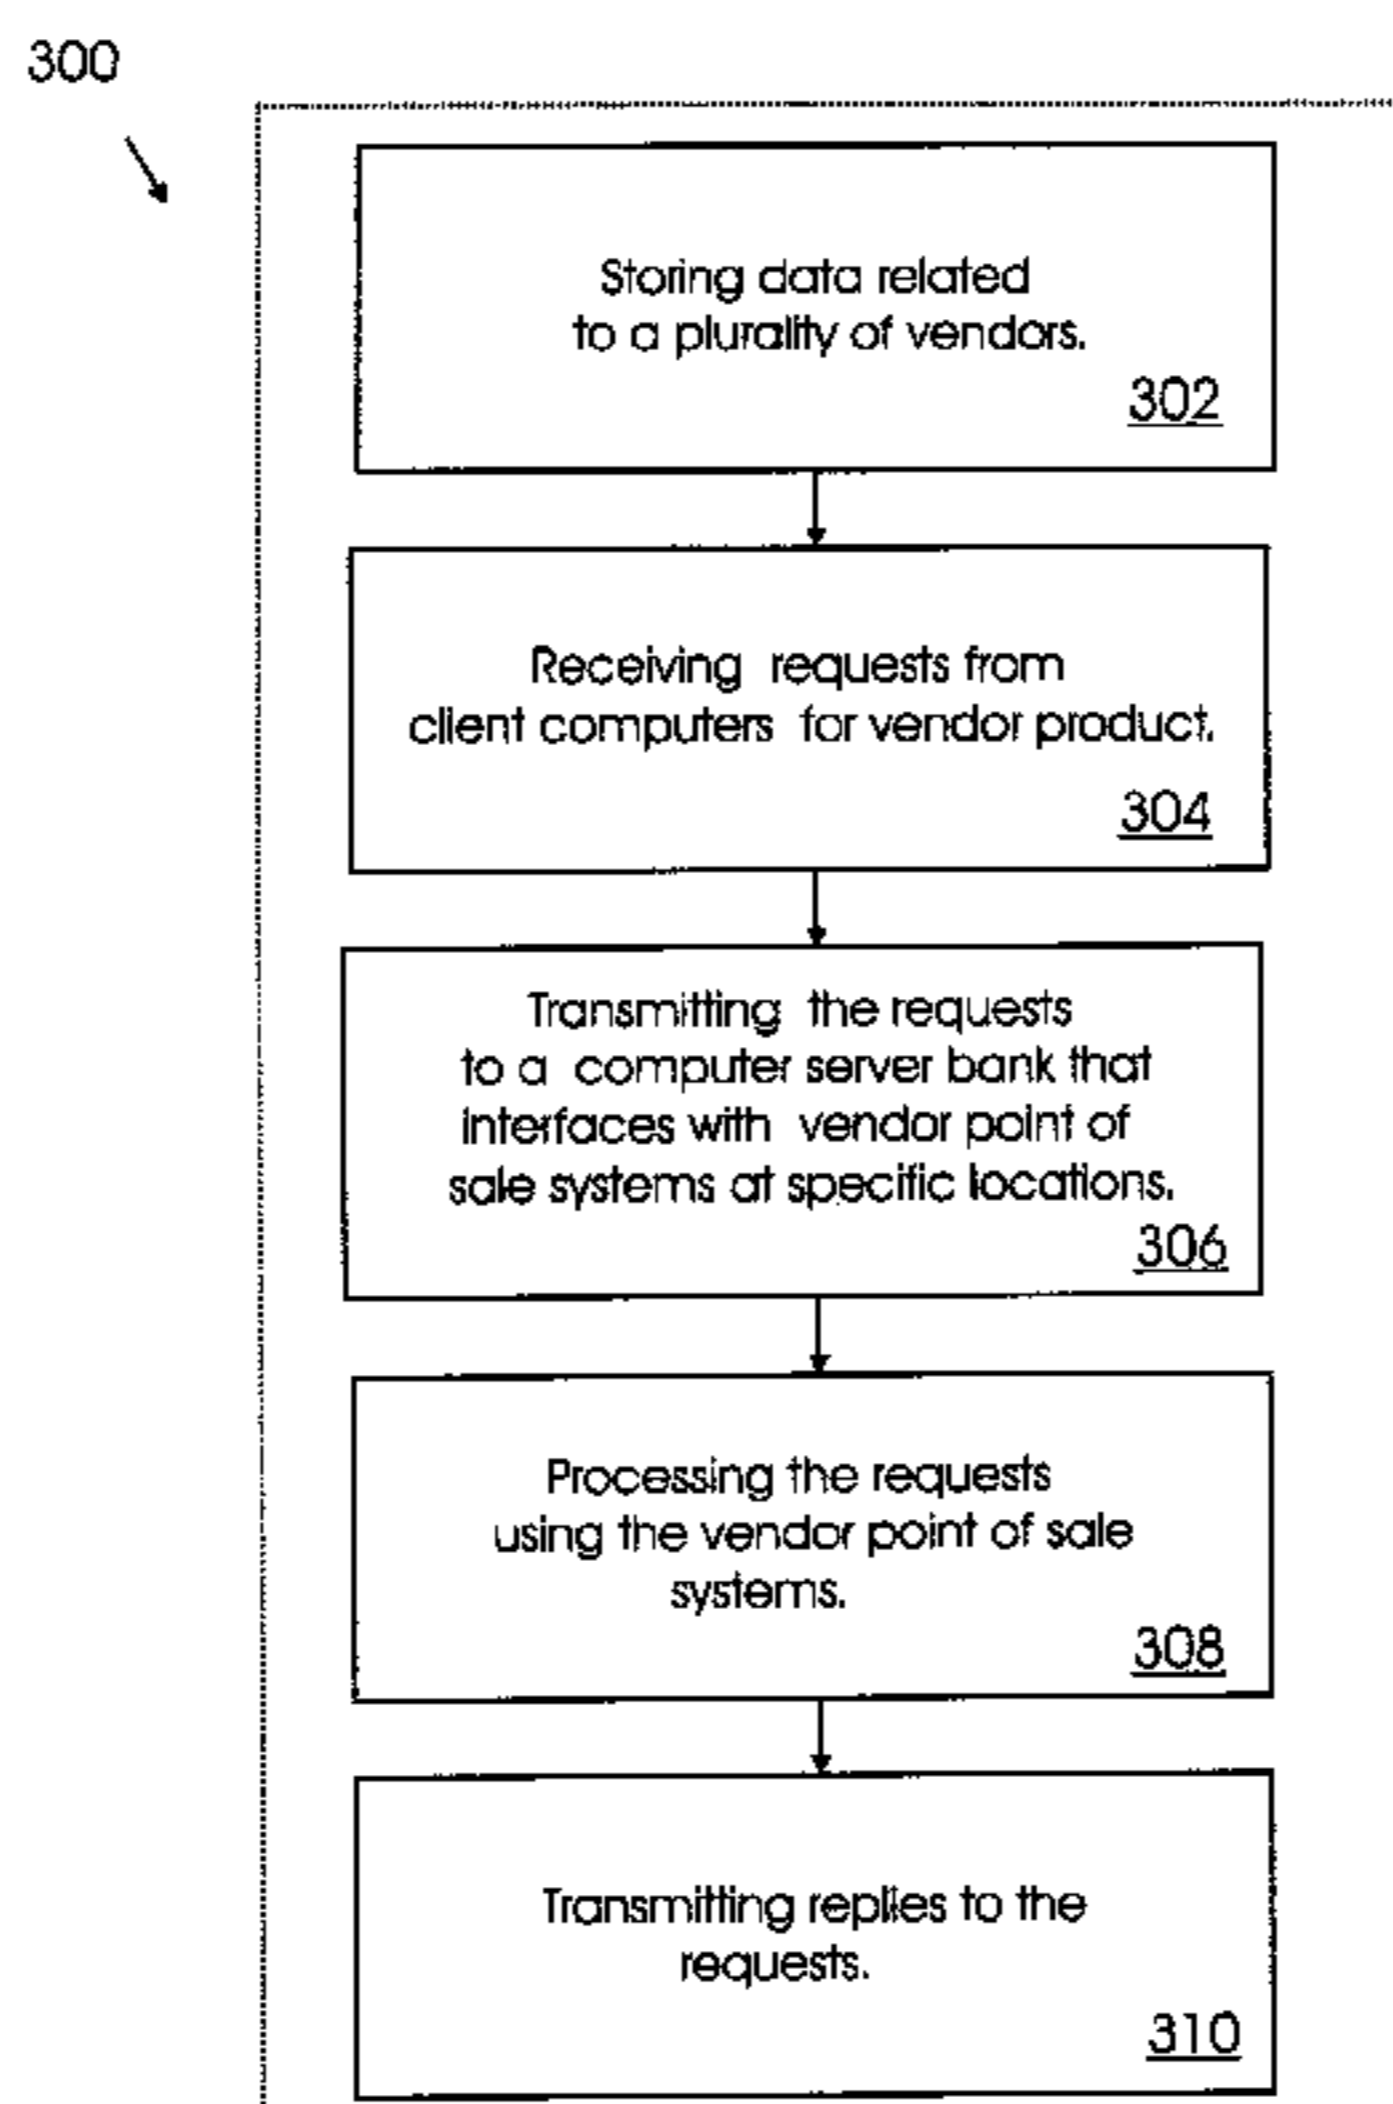 300
Storing data related
to a plurality of vendors.
302
Receiving requests from
client computers for vendor product.
304
Transmitting the requests
to a computer server bank that
interfaces with vendor point of
sale systems at specific locations.
306
Processing the requests
using the vendor point of sale
systems.
308
Transmitting replies to the
requests.
310